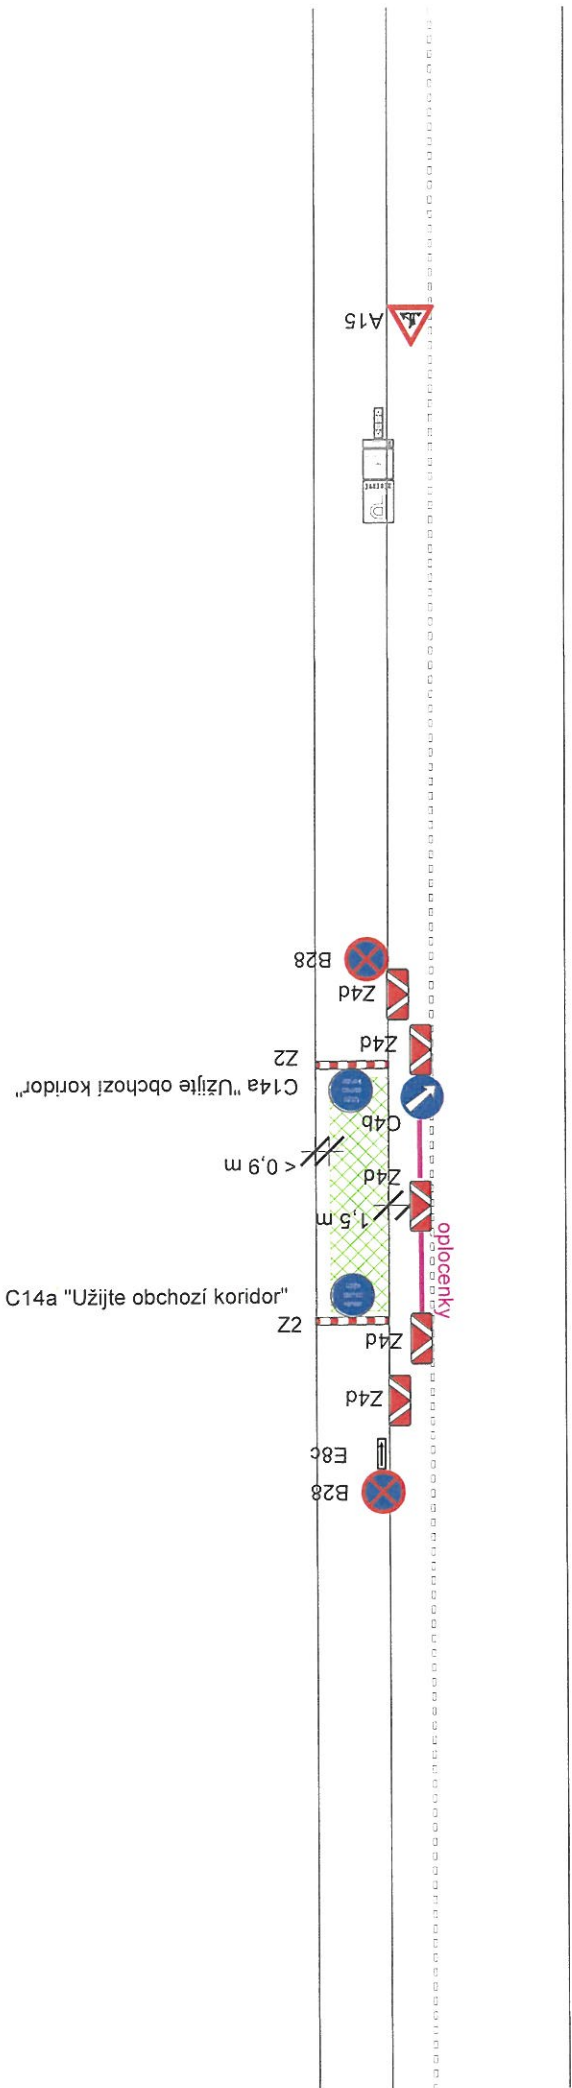 A15
B28
Z4d
Z4d
Z2
C14a "Užijte obchozí koridor"
C4b
< 0,9 m
Z4d
1,5 m
oplocenky
C14a "Užijte obchozí koridor"
Z2
Z4d
Z4d
E8c
B28